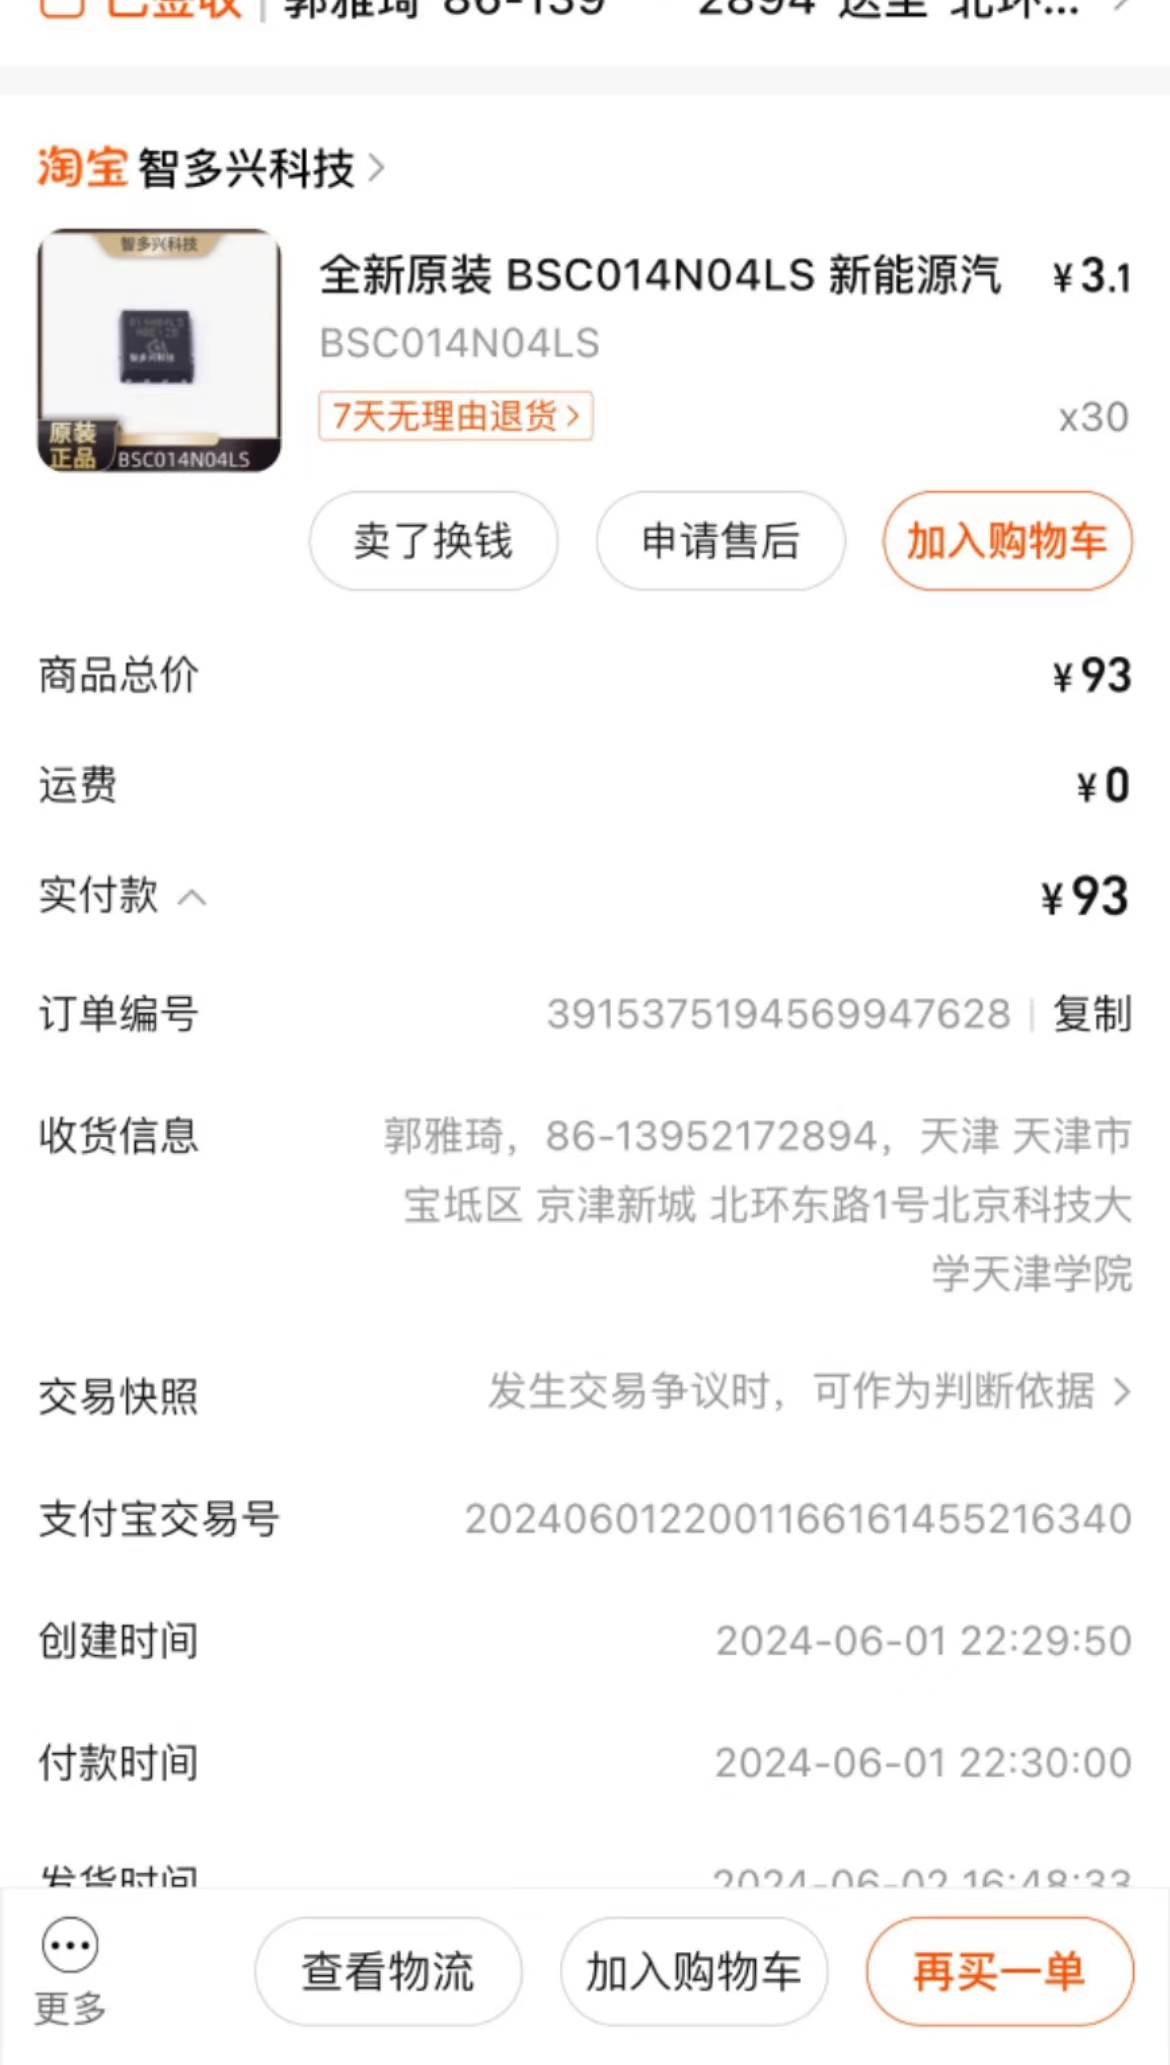 已签收 | 郭雅琦 86-139 2894 送至 北环...
淘宝 智多兴科技
智多兴科技
原装
正品 BSC014N04LS
全新原装 BSC014N04LS 新能源汽 ¥3.1
BSC014N04LS
7天无理由退货 x30
卖了换钱 申请售后 加入购物车
商品总价 ¥93
运费 ¥0
实付款 ¥93
订单编号 3915375194569947628 | 复制
收货信息 郭雅琦，86-13952172894，天津 天津市
宝坻区 京津新城 北环东路1号北京科技大
学天津学院
交易快照 发生交易争议时，可作为判断依据
支付宝交易号 2024060122001166161455216340
创建时间 2024-06-01 22:29:50
付款时间 2024-06-01 22:30:00
发货时间 2024-06-02 16:48:33
更多 查看物流 加入购物车 再买一单